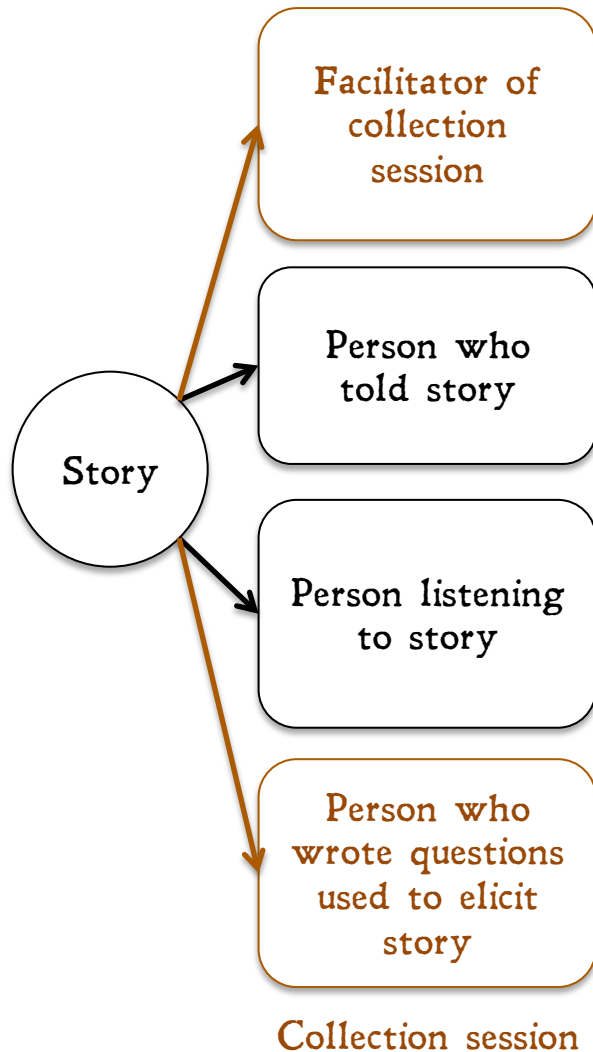 Facilitator of
collection
session
Person who
told story
Story
Person listening
to story
Person who
wrote questions
used to elicit
story
Collection session